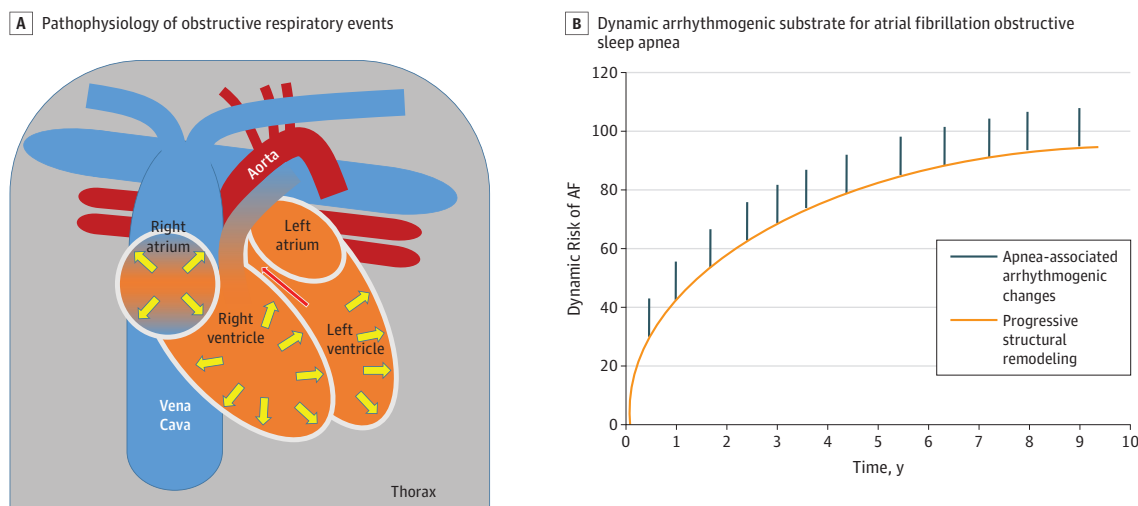 A Pathophysiology of obstructive respiratory events
Aorta
Right
atrium
Left
atrium
Right
ventricle
Left
ventricle
Vena
Cava
Thorax
B Dynamic arrhythmogenic substrate for atrial fibrillation obstructive
sleep apnea
120
100
80
60
40
20
0
Dynamic Risk of AF
0 1 2 3 4 5 6 7 8 9 10
Time, y
Apnea-associated
arrhythmogenic
changes
Progressive
structural
remodeling